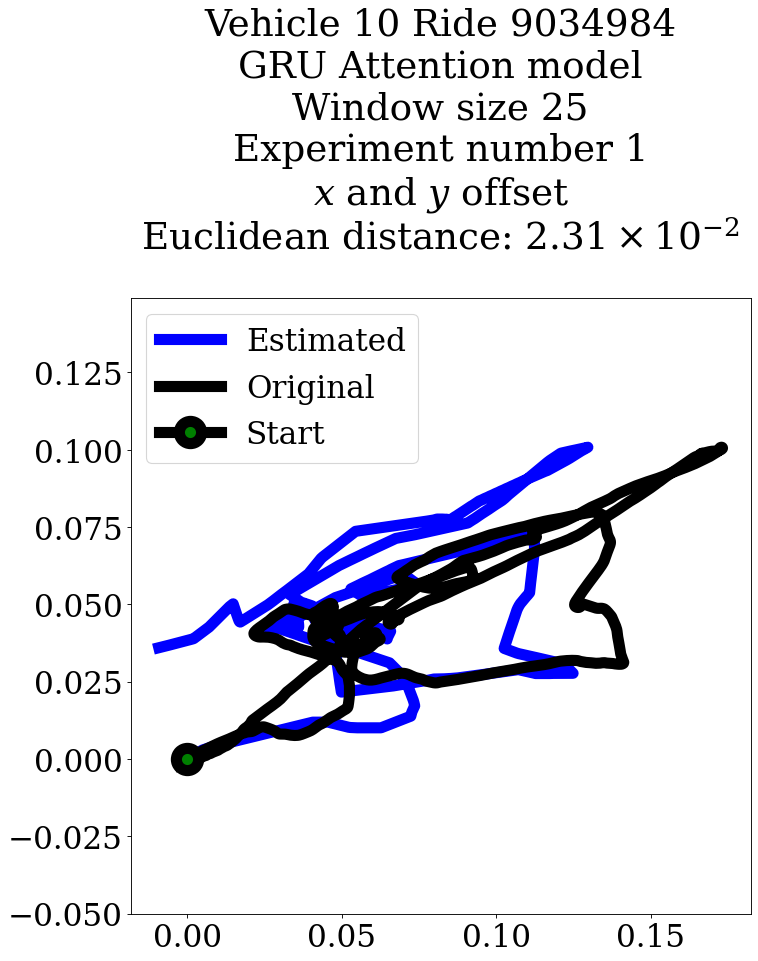 Vehicle 10 Ride 9034984
GRU Attention model
Window size 25
Experiment number 1
x and y offset
Euclidean distance: 2.31 × 10⁻²
Estimated
Original
Start
0.125
0.100
0.075
0.050
0.025
0.000
−0.025
−0.050
0.00 0.05 0.10 0.15